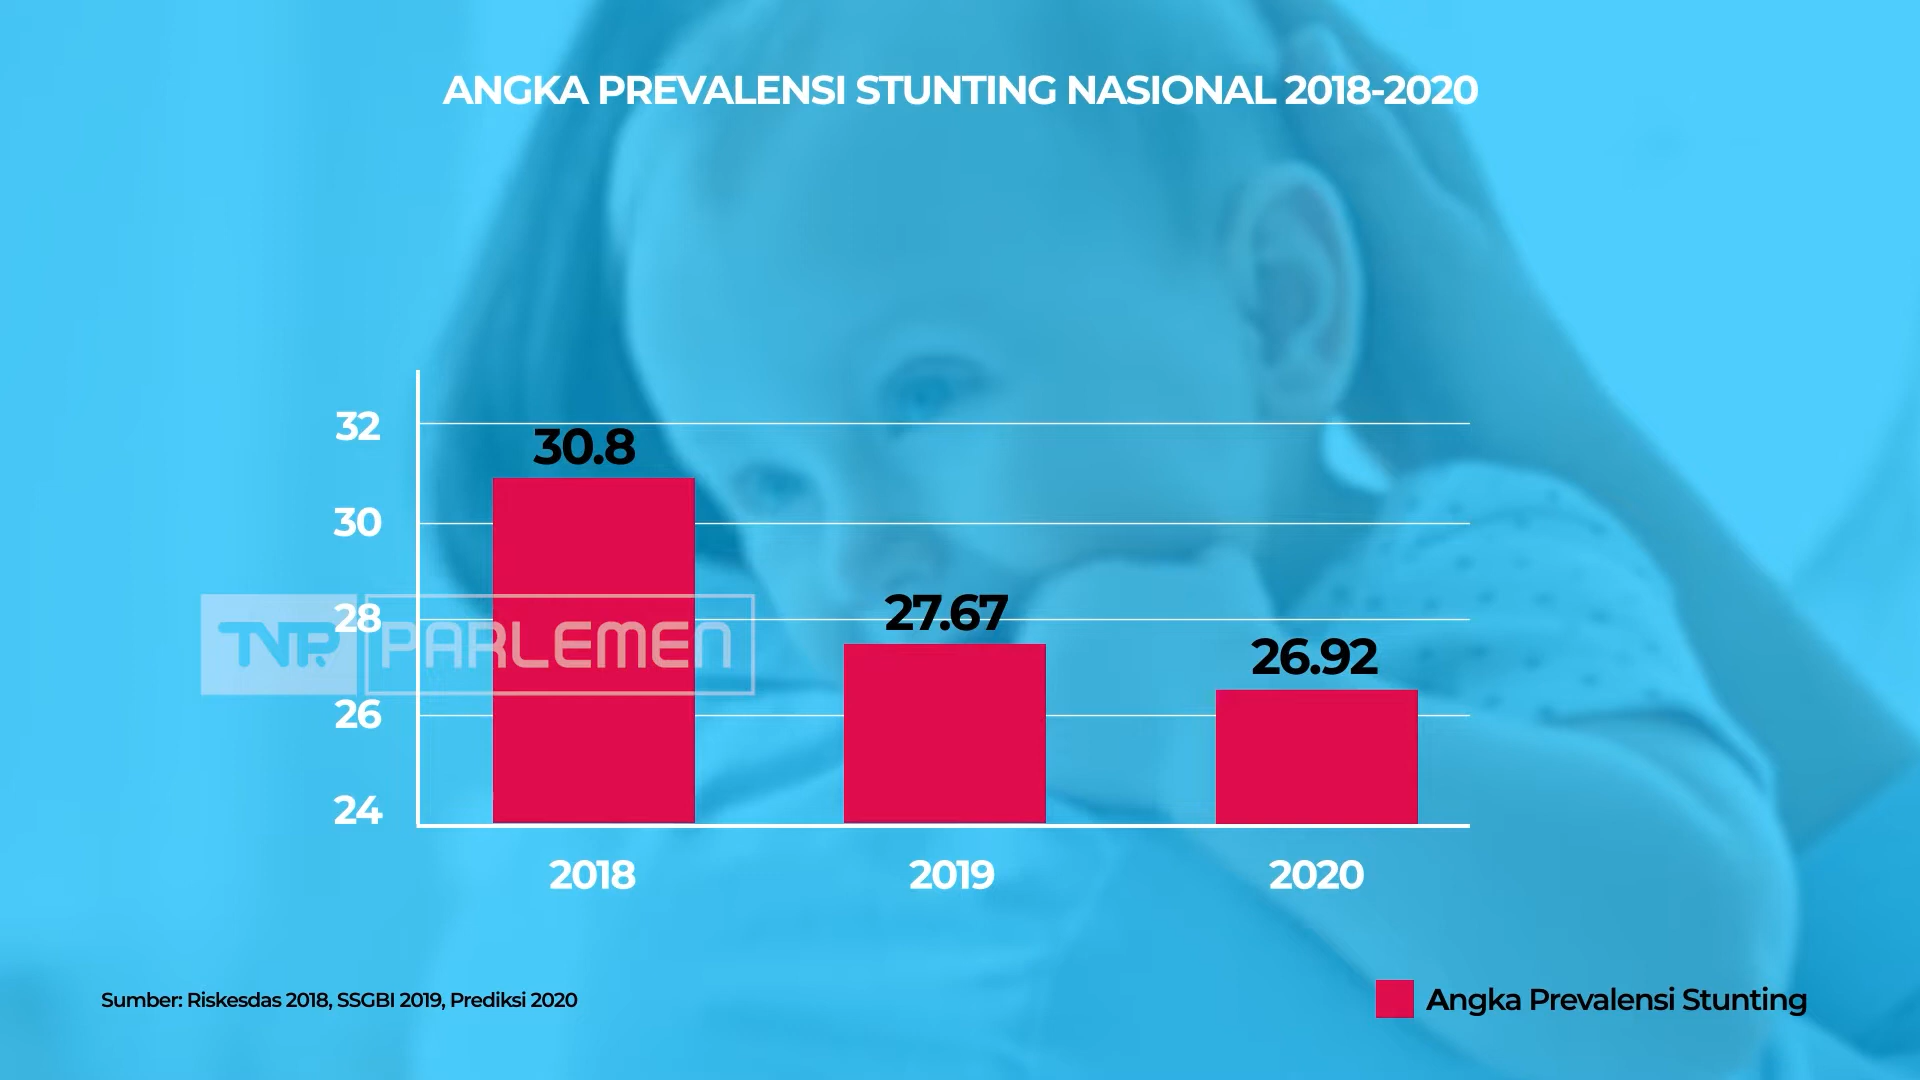 ANGKA PREVALENSI STUNTING NASIONAL 2018-2020
32
30
28
26
24
30.8
27.67
26.92
TVR PARLEMEN
2018
2019
2020
Sumber: Riskesdas 2018, SSGBI 2019, Prediksi 2020
Angka Prevalensi Stunting